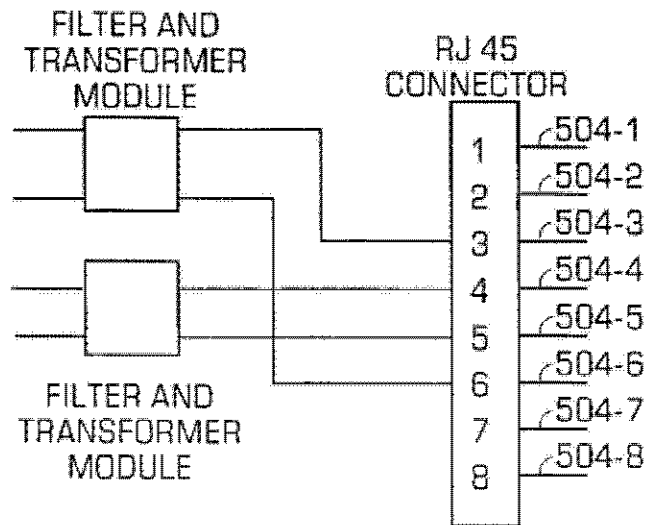 FILTER AND
TRANSFORMER
MODULE
RJ 45
CONNECTOR
1
504-1
2
504-2
3
504-3
4
504-4
5
504-5
6
504-6
7
504-7
8
504-8
FILTER AND
TRANSFORMER
MODULE